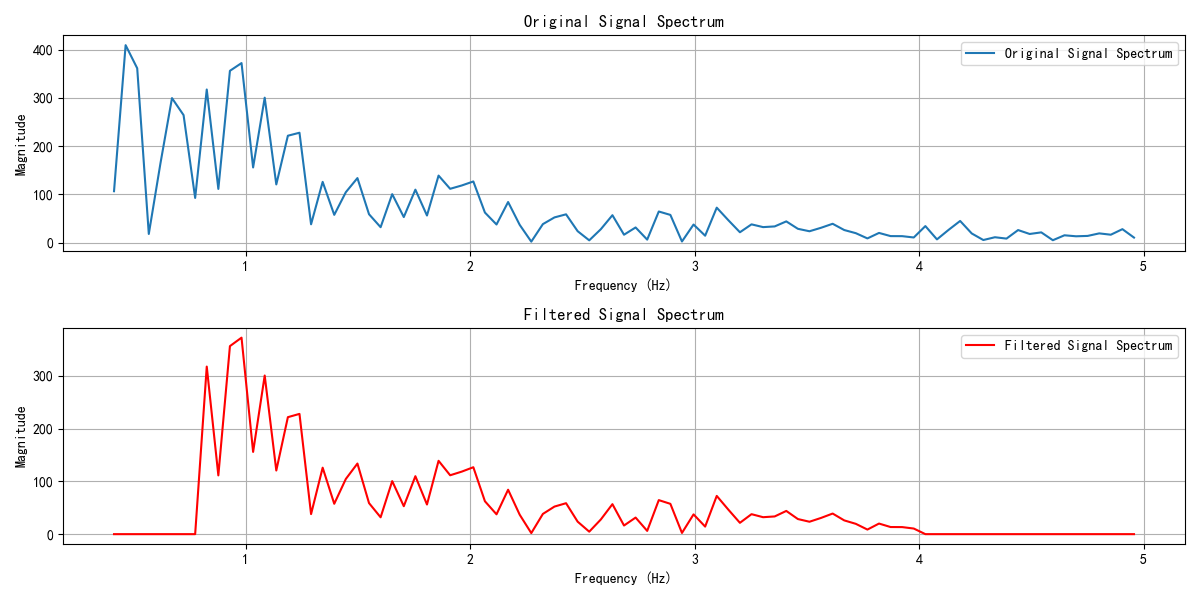 Original Signal Spectrum
400
300
200
100
0
Magnitude
Original Signal Spectrum
1 2 3 4 5
Frequency (Hz)
Filtered Signal Spectrum
300
200
100
0
Magnitude
Filtered Signal Spectrum
1 2 3 4 5
Frequency (Hz)